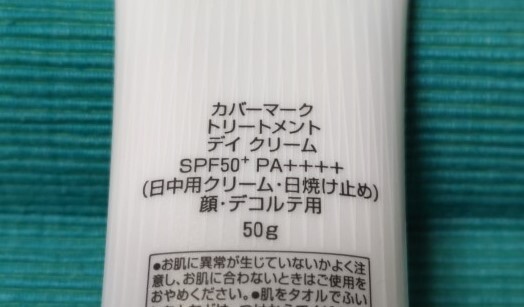 カバーマーク
トリートメント
デイ クリーム
SPF50⁺ PA++++
(日中用クリーム・日焼け止め)
顔・デコルテ用
50g
●お肌に異常が生じていないかよく注
意し、お肌に合わないときはご使用を
おやめください。●肌をタオルでふい